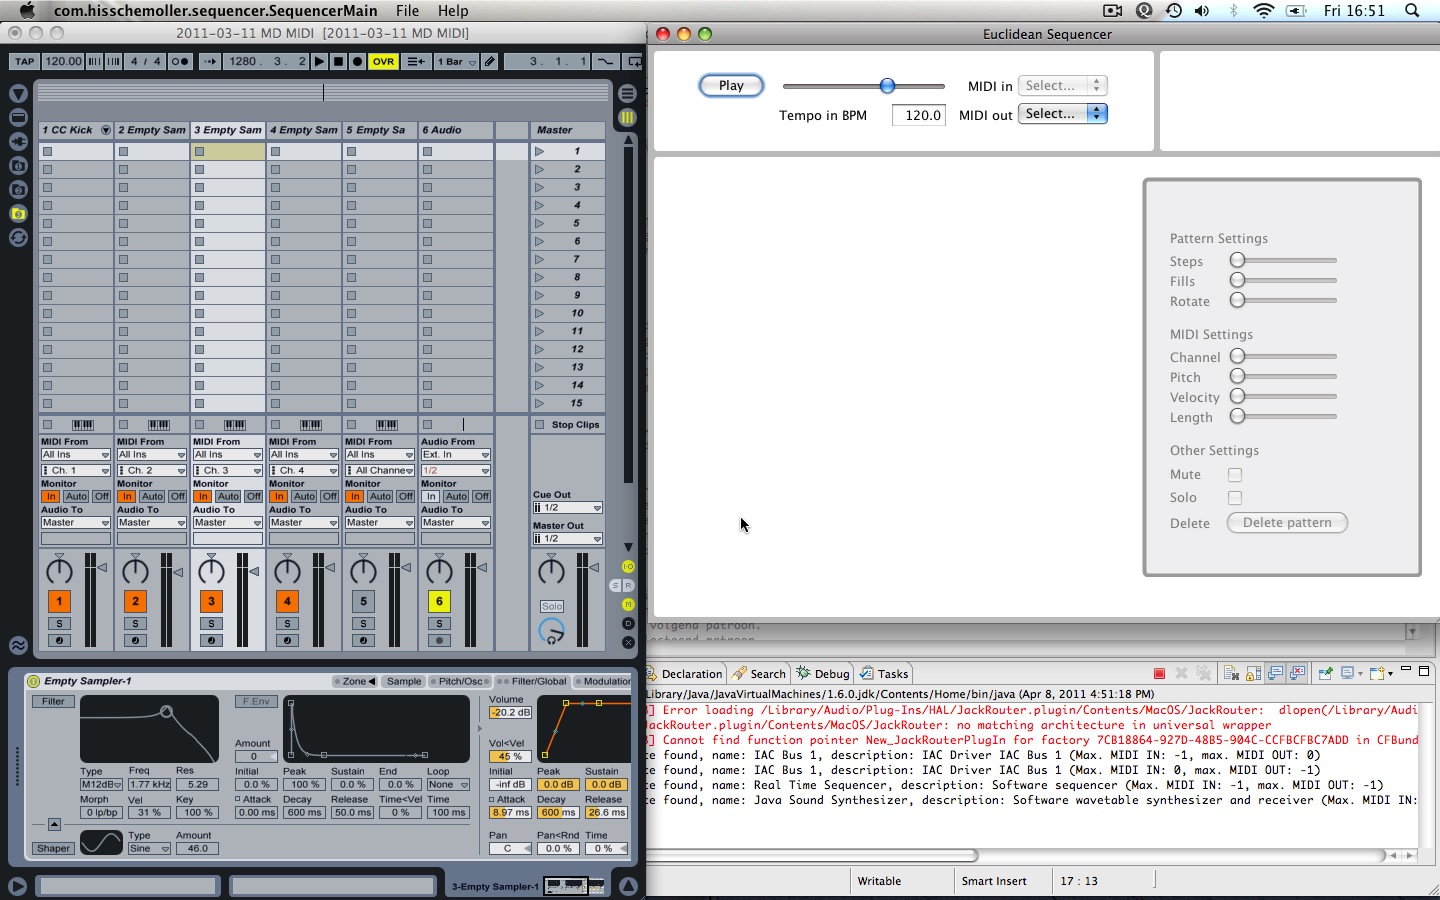 com.hisschemoller.sequencer.SequencerMain File Help Fri 16:51
2011-03-11 MD MIDI [2011-03-11 MD MIDI]
TAP 120.00 4 / 4 1280. 3. 2 OVR 1 Bar 3. 1. 1
1 CC Kick 2 Empty Sam 3 Empty Sam 4 Empty Sam 5 Empty Sa 6 Audio Master
1
2
3
4
5
6
7
8
9
10
11
12
13
14
15
Stop Clips
MIDI From MIDI From MIDI From MIDI From MIDI From Audio From
All Ins All Ins All Ins All Ins All Ins Ext. In
Ch. 1 Ch. 2 Ch. 3 Ch. 4 All Channe 1/2
Monitor Monitor Monitor Monitor Monitor Monitor
In Auto Off In Auto Off In Auto Off In Auto Off In Auto Off In Auto Off
Audio To Audio To Audio To Audio To Audio To Audio To
Master Master Master Master Master Master
Cue Out
1/2
Master Out
1/2
1 2 3 4 5 6 Solo
S S S S S S
S R
M
D
X
Empty Sampler-1 Zone Sample Pitch/Osc Filter/Global Modulation
Filter F.Env Volume
-20.2 dB
Amount Vol<Vel
0 45 %
Type Freq Res Initial Peak Sustain End Loop Initial Peak Sustain
M12dB 1.77 kHz 5.29 0.0 % 100 % 0.0 % 0.0 % None -inf dB 0.0 dB 0.0 dB
Morph Vel Key Attack Decay Release Time<Vel Time Attack Decay Release
0 lp/bp 31 % 100 % 0.00 ms 600 ms 50.0 ms 0 % 100 ms 8.97 ms 600 ms 26.6 ms
Type Amount Pan Pan<Rnd Time
Shaper Sine 46.0 C 0.0 % 0 %
3-Empty Sampler-1
Euclidean Sequencer
Play MIDI in Select...
Tempo in BPM 120.0 MIDI out Select...
Pattern Settings
Steps
Fills
Rotate
MIDI Settings
Channel
Pitch
Velocity
Length
Other Settings
Mute
Solo
Delete Delete pattern
volgend patroon.
Declaration Search Debug Tasks
Library/Java/JavaVirtualMachines/1.6.0.jdk/Contents/Home/bin/java (Apr 8, 2011 4:51:18 PM)
] Error loading /Library/Audio/Plug-Ins/HAL/JackRouter.plugin/Contents/MacOS/JackRouter: dlopen(/Library/Audi
JackRouter.plugin/Contents/MacOS/JackRouter: no matching architecture in universal wrapper
] Cannot find function pointer New_JackRouterPlugIn for factory 7CB18864-927D-48B5-904C-CCFBCFBC7ADD in CFBund
ce found, name: IAC Bus 1, description: IAC Driver IAC Bus 1 (Max. MIDI IN: -1, max. MIDI OUT: 0)
ce found, name: IAC Bus 1, description: IAC Driver IAC Bus 1 (Max. MIDI IN: 0, max. MIDI OUT: -1)
ce found, name: Real Time Sequencer, description: Software sequencer (Max. MIDI IN: -1, max. MIDI OUT: -1)
ce found, name: Java Sound Synthesizer, description: Software wavetable synthesizer and receiver (Max. MIDI IN:
Writable Smart Insert 17 : 13